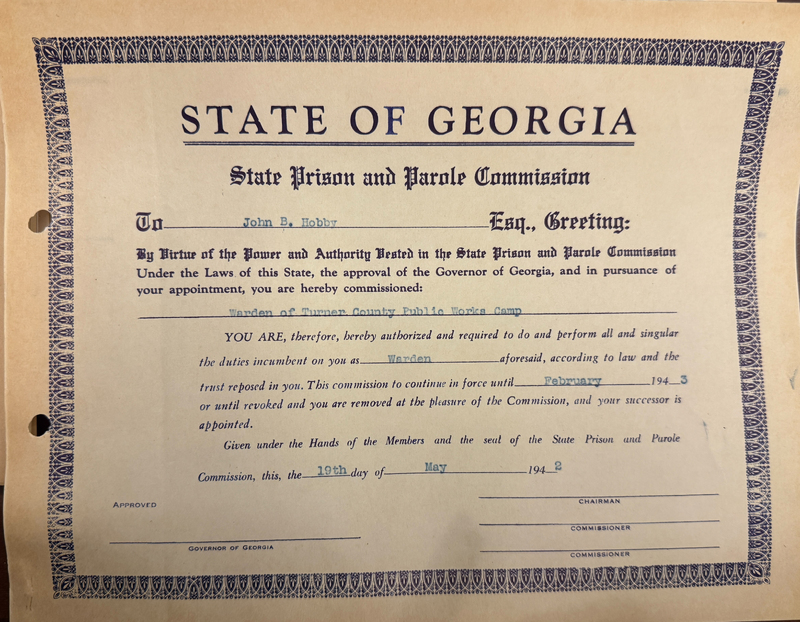 STATE OF GEORGIA
State Prison and Parole Commission
To John B. Hobby Esq., Greeting:
By Virtue of the Power and Authority Vested in the State Prison and Parole Commission
Under the Laws of this State, the approval of the Governor of Georgia, and in pursuance of
your appointment, you are hereby commissioned:
Warden of Turner County Public Works Camp
YOU ARE, therefore, hereby authorized and required to do and perform all and singular
the duties incumbent on you as Warden aforesaid, according to law and the
trust reposed in you. This commission to continue in force until February 1943
or until revoked and you are removed at the pleasure of the Commission, and your successor is
appointed.
Given under the Hands of the Members and the seal of the State Prison and Parole
Commission, this, the 19th day of May 1942
APPROVED
CHAIRMAN
COMMISSIONER
GOVERNOR OF GEORGIA
COMMISSIONER